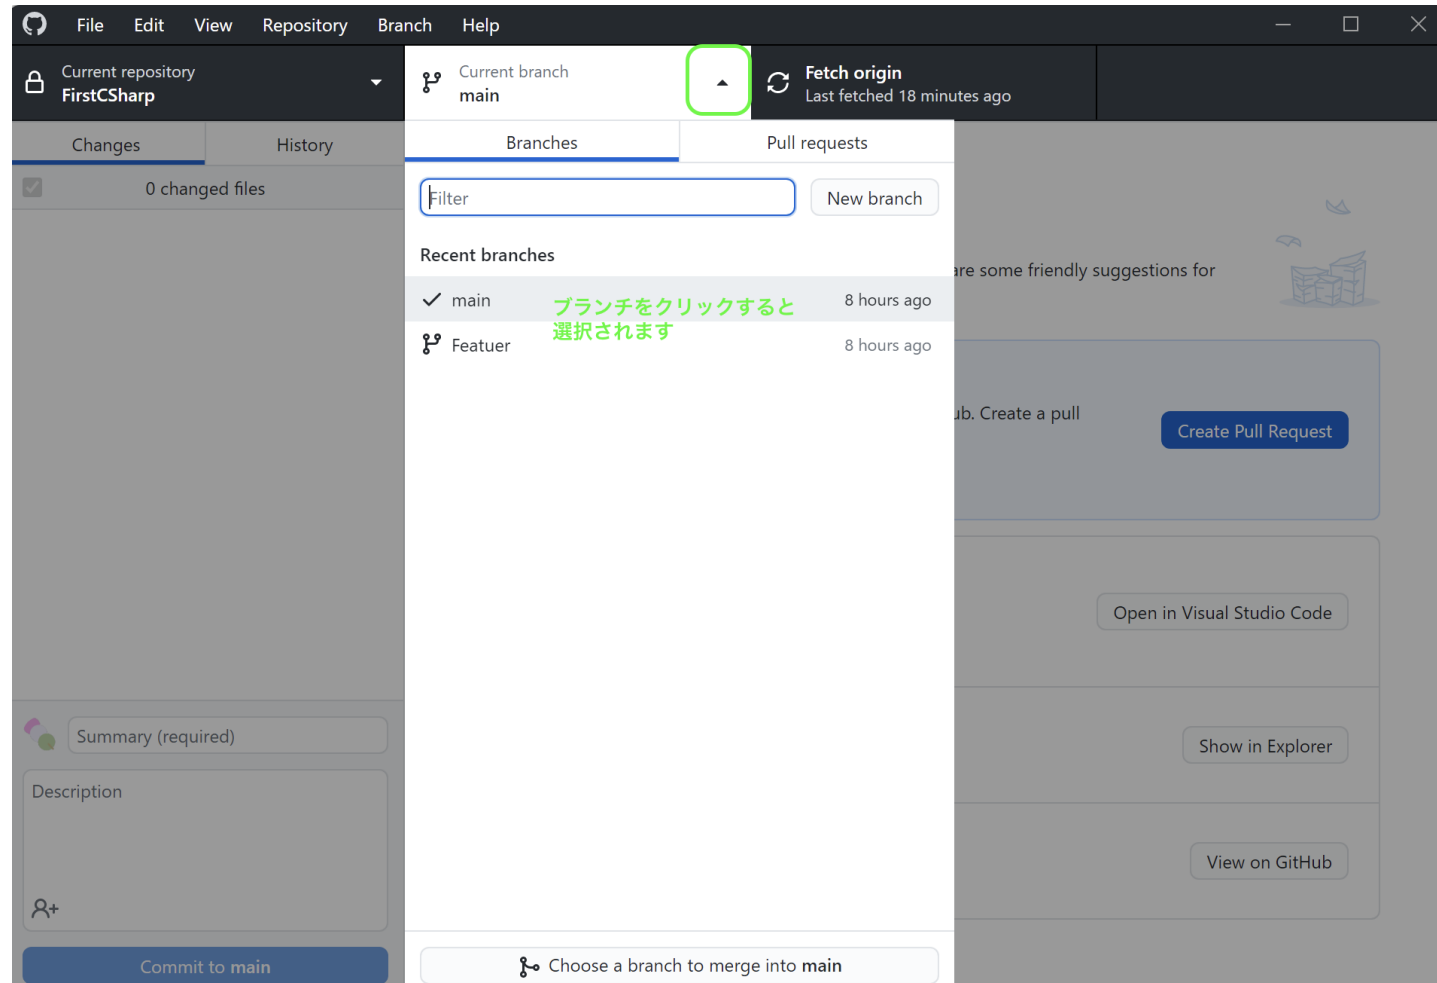 File Edit View Repository Branch Help
Current repository
FirstCSharp
Current branch
main
Fetch origin
Last fetched 18 minutes ago
Changes History
0 changed files
Branches Pull requests
Filter New branch
Recent branches
main 8 hours ago
ブランチをクリックすると
選択されます
Featuer 8 hours ago
are some friendly suggestions for
ub. Create a pull
Create Pull Request
Open in Visual Studio Code
Show in Explorer
View on GitHub
Summary (required)
Description
Commit to main
Choose a branch to merge into main